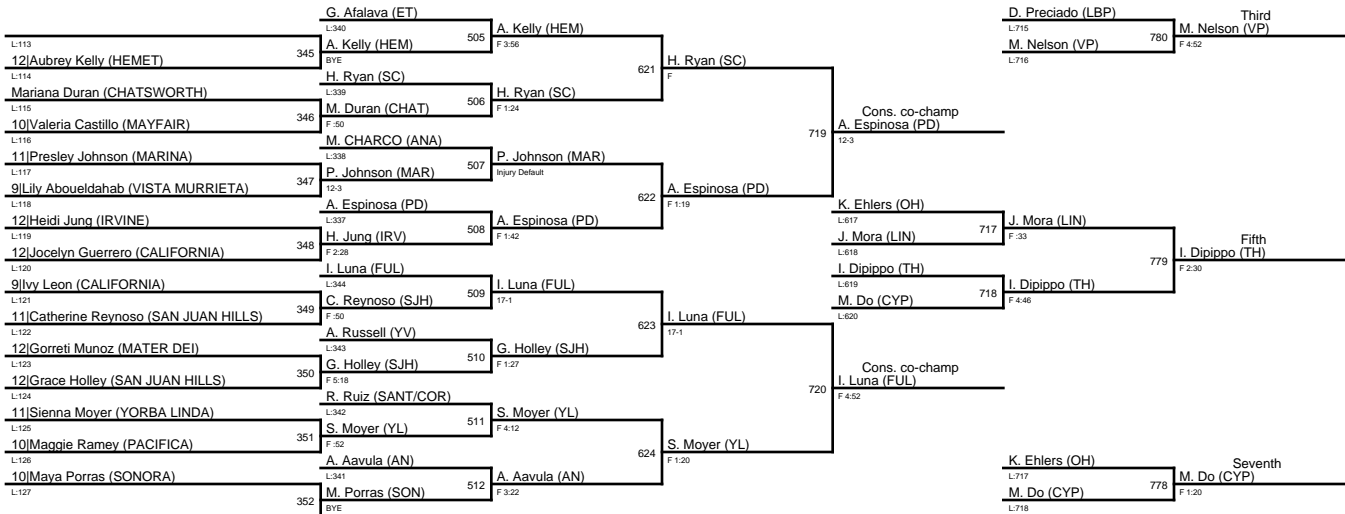 G. Afalava (ET)
L:340
505
A. Kelly (HEM)
F 3:56
L:113
345
A. Kelly (HEM)
BYE
12|Aubrey Kelly (HEMET)
L:114
621
H. Ryan (SC)
F
H. Ryan (SC)
L:339
506
H. Ryan (SC)
F 1:24
Mariana Duran (CHATSWORTH)
L:115
346
M. Duran (CHAT)
F :50
10|Valeria Castillo (MAYFAIR)
L:116
719
Cons. co-champ
A. Espinosa (PD)
12-3
M. CHARCO (ANA)
L:338
507
P. Johnson (MAR)
Injury Default
11|Presley Johnson (MARINA)
L:117
347
P. Johnson (MAR)
12-3
9|Lily Aboueldahab (VISTA MURRIETA)
L:118
622
A. Espinosa (PD)
F 1:19
A. Espinosa (PD)
L:337
508
A. Espinosa (PD)
F 1:42
12|Heidi Jung (IRVINE)
L:119
348
H. Jung (IRV)
F 2:28
12|Jocelyn Guerrero (CALIFORNIA)
L:120
I. Luna (FUL)
L:344
509
I. Luna (FUL)
17-1
9|Ivy Leon (CALIFORNIA)
L:121
349
C. Reynoso (SJH)
F :50
11|Catherine Reynoso (SAN JUAN HILLS)
L:122
623
I. Luna (FUL)
17-1
A. Russell (YV)
L:343
510
G. Holley (SJH)
F 1:27
12|Gorreti Munoz (MATER DEI)
L:123
350
G. Holley (SJH)
F 5:18
12|Grace Holley (SAN JUAN HILLS)
L:124
720
Cons. co-champ
I. Luna (FUL)
F 4:52
R. Ruiz (SANT/COR)
L:342
511
S. Moyer (YL)
F 4:12
11|Sienna Moyer (YORBA LINDA)
L:125
351
S. Moyer (YL)
F :52
10|Maggie Ramey (PACIFICA)
L:126
624
S. Moyer (YL)
F 1:20
A. Aavula (AN)
L:341
512
A. Aavula (AN)
F 3:22
10|Maya Porras (SONORA)
L:127
352
M. Porras (SON)
BYE
D. Preciado (LBP)
L:715
780
Third
M. Nelson (VP)
F 4:52
M. Nelson (VP)
L:716
K. Ehlers (OH)
L:617
717
J. Mora (LIN)
F :33
J. Mora (LIN)
L:618
779
Fifth
I. Dipippo (TH)
F 2:30
I. Dipippo (TH)
L:619
718
I. Dipippo (TH)
F 4:46
M. Do (CYP)
L:620
K. Ehlers (OH)
L:717
778
Seventh
M. Do (CYP)
F 1:20
M. Do (CYP)
L:718